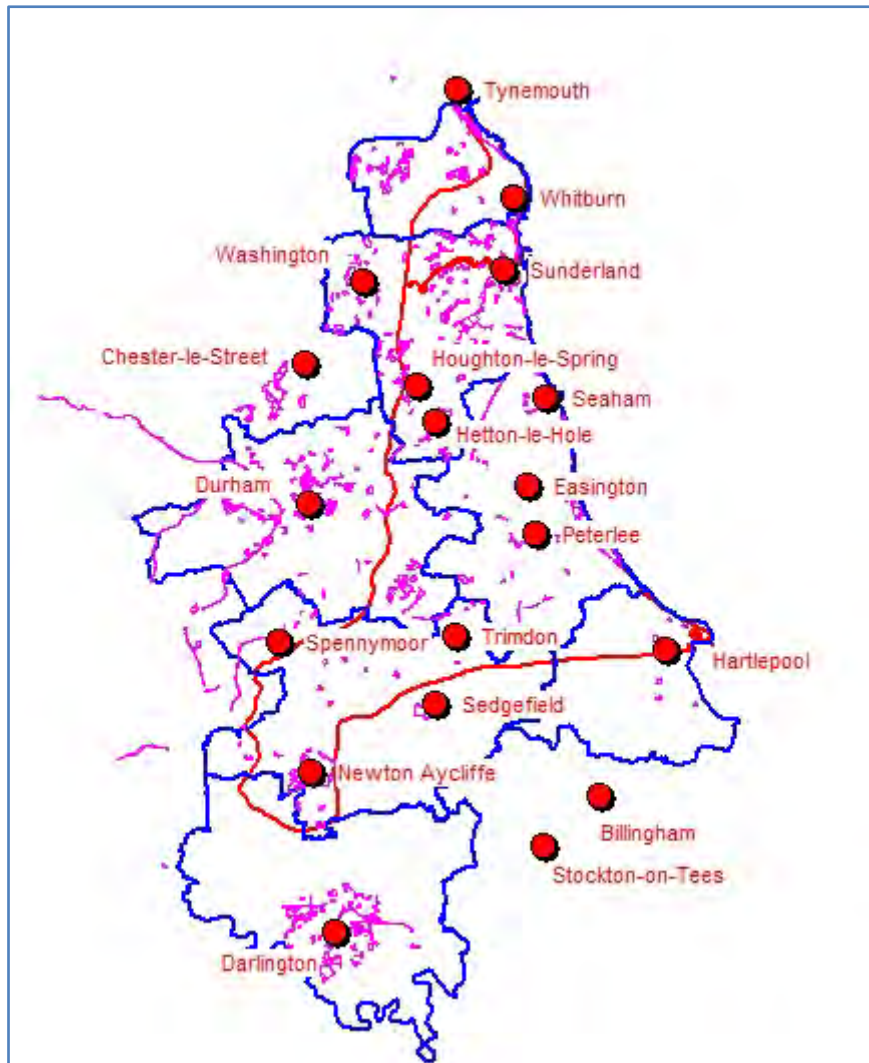 Tynemouth
Whitburn
Washington
Sunderland
Chester-le-Street
Houghton-le-Spring
Seaham
Hetton-le-Hole
Durham
Easington
Peterlee
Spennymoor
Trimdon
Hartlepool
Sedgefield
Newton Aycliffe
Billingham
Stockton-on-Tees
Darlington